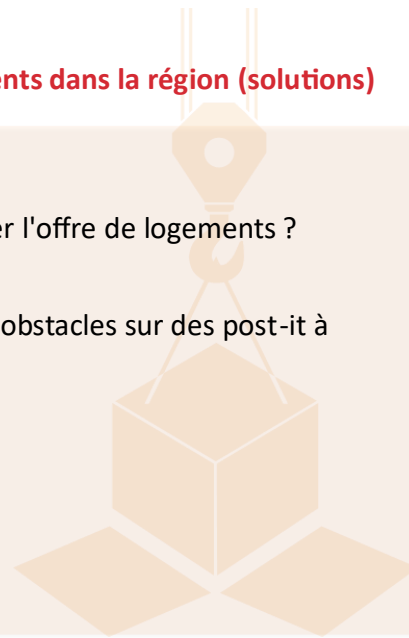 ents dans la région (solutions)
er l'offre de logements ?
obstacles sur des post-it à